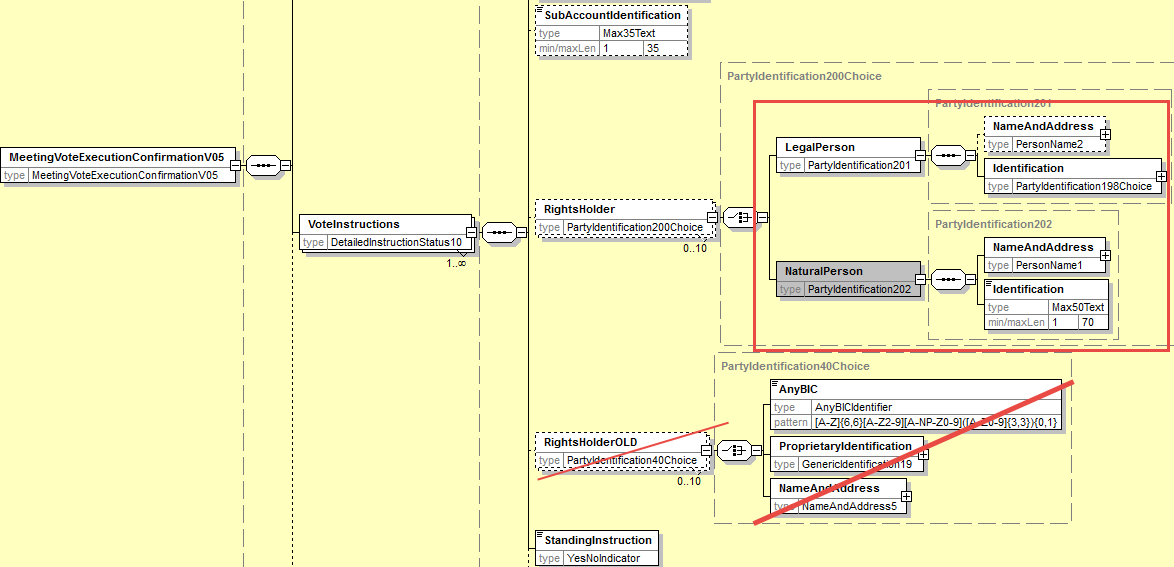 SubAccountIdentification
type Max35Text
min/maxLen 1 35
PartyIdentification200Choice
PartyIdentification201
NameAndAddress
type PersonName2
MeetingVoteExecutionConfirmationV05
type MeetingVoteExecutionConfirmationV05
LegalPerson
type PartyIdentification201
Identification
type PartyIdentification198Choice
VoteInstructions
type DetailedInstructionStatus10
1..∞
RightsHolder
type PartyIdentification200Choice
0..10
PartyIdentification202
NameAndAddress
type PersonName1
NaturalPerson
type PartyIdentification202
Identification
type Max50Text
min/maxLen 1 70
PartyIdentification40Choice
AnyBIC
type AnyBICIdentifier
pattern [A-Z]{6,6}[A-Z2-9][A-NP-Z0-9]([A-Z0-9]{3,3}){0,1}
RightsHolderOLD
type PartyIdentification40Choice
0..10
ProprietaryIdentification
type GenericIdentification19
NameAndAddress
type NameAndAddress5
StandingInstruction
type YesNoIndicator